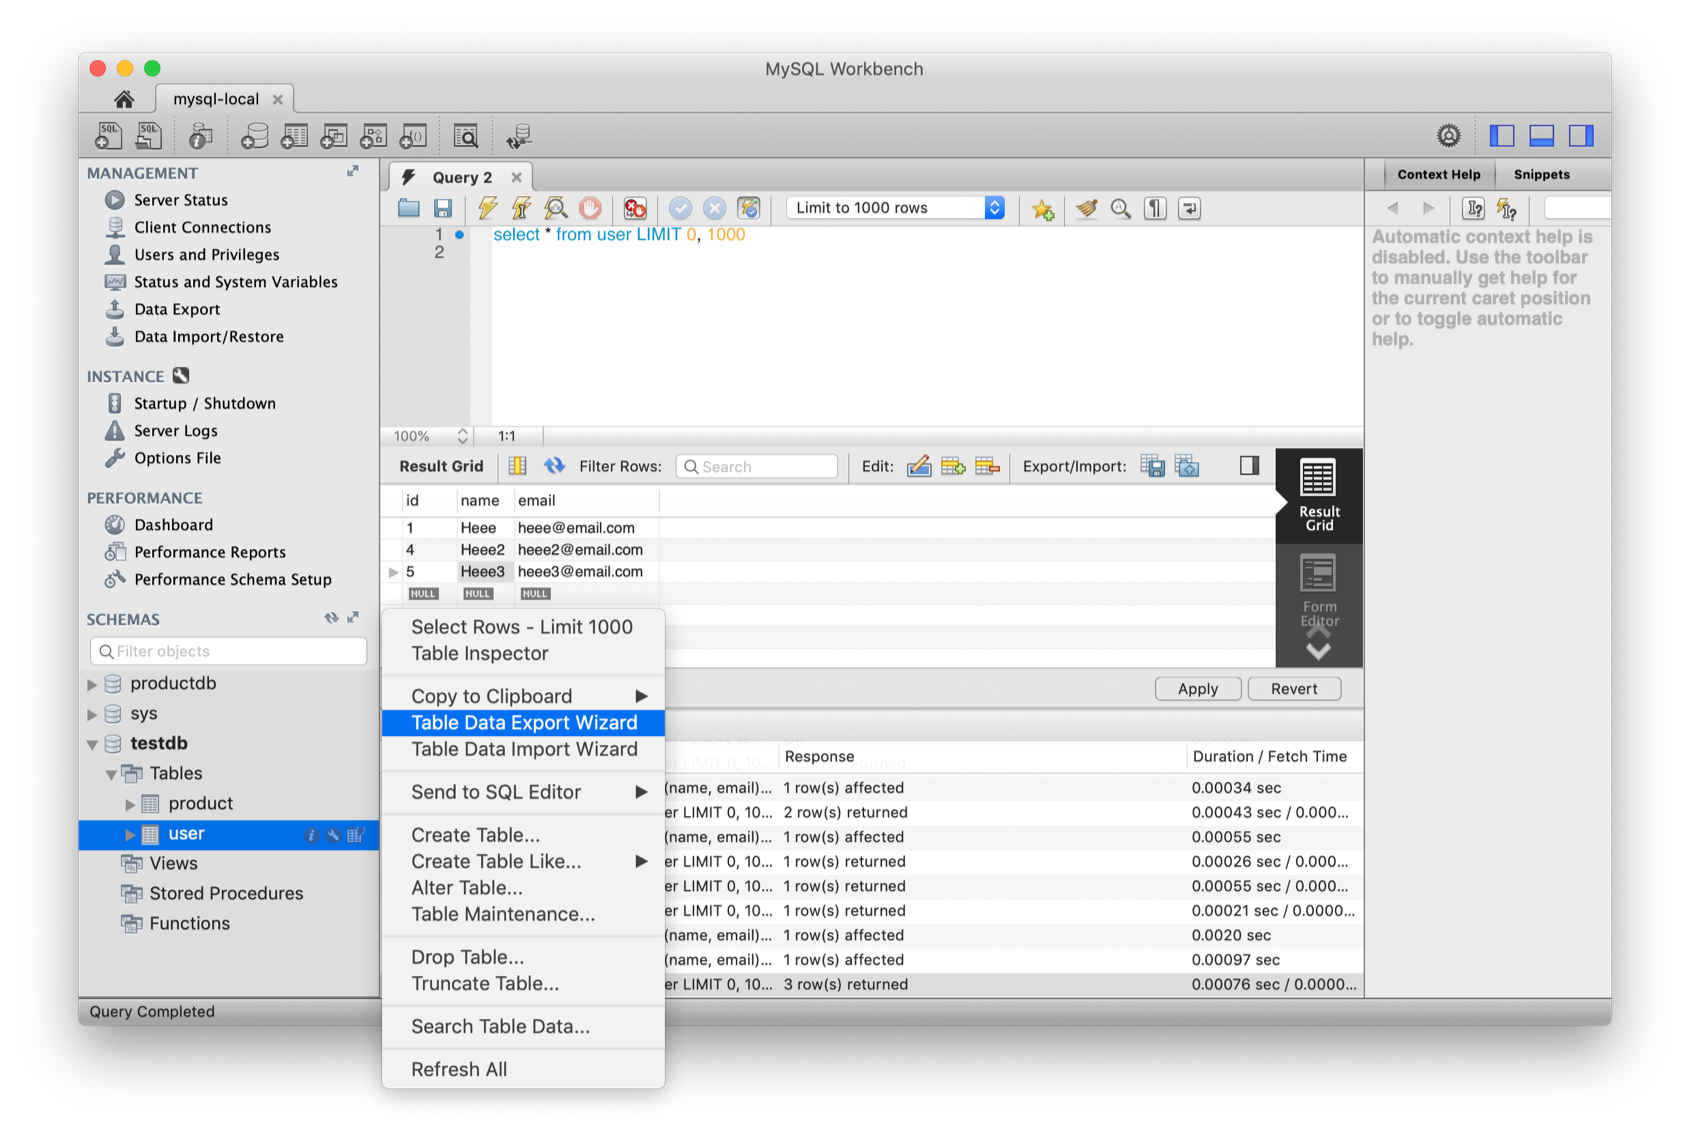 MySQL Workbench
mysql-local
SQL SQL
MANAGEMENT
Server Status
Client Connections
Users and Privileges
Status and System Variables
Data Export
Data Import/Restore
INSTANCE
Startup / Shutdown
Server Logs
Options File
PERFORMANCE
Dashboard
Performance Reports
Performance Schema Setup
SCHEMAS
Filter objects
productdb
sys
testdb
Tables
product
user
Views
Stored Procedures
Functions
Query Completed
Query 2
Limit to 1000 rows
1 select * from user LIMIT 0, 1000
2
100% 1:1
Result Grid Filter Rows: Search Edit: Export/Import:
id name email
1 Heee heee@email.com
4 Heee2 heee2@email.com
5 Heee3 heee3@email.com
NULL NULL NULL
Result
Grid
Form
Editor
Apply Revert
Select Rows - Limit 1000
Table Inspector
Copy to Clipboard
Table Data Export Wizard
Table Data Import Wizard
Send to SQL Editor
Create Table...
Create Table Like...
Alter Table...
Table Maintenance...
Drop Table...
Truncate Table...
Search Table Data...
Refresh All
Response Duration / Fetch Time
(name, email)... 1 row(s) affected 0.00034 sec
er LIMIT 0, 10... 2 row(s) returned 0.00043 sec / 0.000...
(name, email)... 1 row(s) affected 0.00055 sec
er LIMIT 0, 10... 1 row(s) returned 0.00026 sec / 0.000...
er LIMIT 0, 10... 1 row(s) returned 0.00055 sec / 0.000...
er LIMIT 0, 10... 1 row(s) returned 0.00021 sec / 0.0000...
(name, email)... 1 row(s) affected 0.0020 sec
(name, email)... 1 row(s) affected 0.00097 sec
er LIMIT 0, 10... 3 row(s) returned 0.00076 sec / 0.0000...
Context Help Snippets
Automatic context help is
disabled. Use the toolbar
to manually get help for
the current caret position
or to toggle automatic
help.